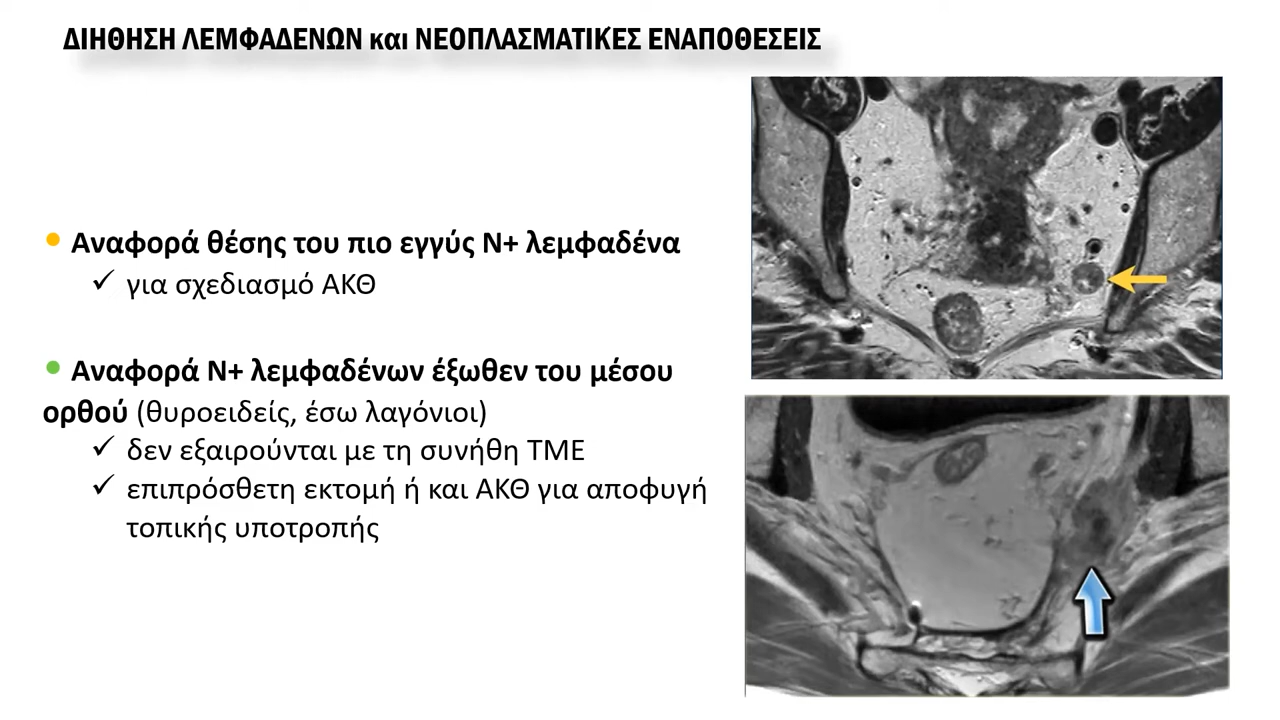 ΔΙΗΘΗΣΗ ΛΕΜΦΑΔΕΝΩΝ και ΝΕΟΠΛΑΣΜΑΤΙΚΈΣ ΕΝΑΠΟΘΕΣΕΙΣ
• Αναφορά θέσης του πιο εγγύς Ν+ λεμφαδένα
✓ για σχεδιασμό ΑΚΘ
• Αναφορά Ν+ λεμφαδένων έξωθεν του μέσου
ορθού (θυροειδείς, έσω λαγόνιοι)
✓ δεν εξαιρούνται με τη συνήθη ΤΜΕ
✓ επιπρόσθετη εκτομή ή και ΑΚΘ για αποφυγή
τοπικής υποτροπής